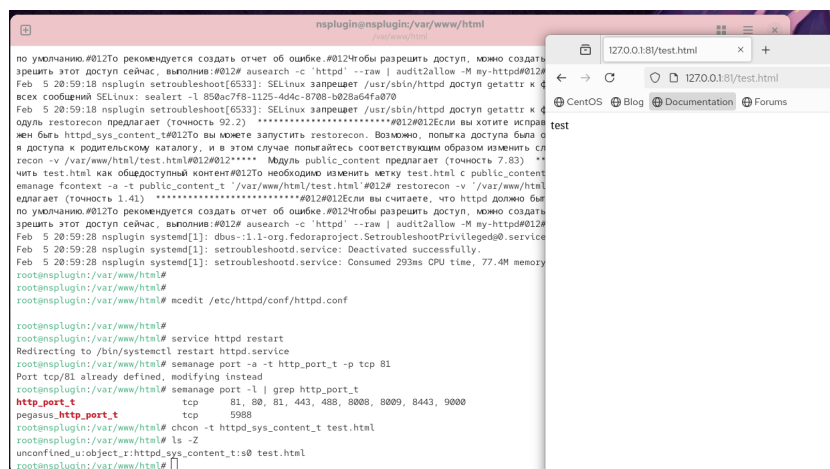 nsplugin@nsplugin:/var/www/html
/var/www/html
по умолчанию.#012То рекомендуется создать отчет об ошибке.#012Чтобы разрешить доступ, можно создать
зрешить этот доступ сейчас, выполнив:#012# ausearch -c 'httpd' --raw | audit2allow -M my-httpd#012#
Feb  5 20:59:18 nsplugin setroubleshoot[6533]: SELinux запрещает /usr/sbin/httpd доступ getattr к ф
всех сообщений SELinux: sealert -l 850ac7f8-1125-4d4c-8708-b028a64fa070
Feb  5 20:59:18 nsplugin setroubleshoot[6533]: SELinux запрещает /usr/sbin/httpd доступ getattr к ф
одуль restorecon предлагает (точность 92.2)  *************************#012#012Если вы хотите исправ
жен быть httpd_sys_content_t#012То вы можете запустить restorecon. Возможно, попытка доступа была о
я доступа к родительскому каталогу, и в этом случае попытайтесь соответствующим образом изменить сл
recon -v /var/www/html/test.html#012#012*****  Модуль public_content предлагает (точность 7.83)  **
чить test.html как общедоступный контент#012То необходимо изменить метку test.html с public_content
emanage fcontext -a -t public_content_t '/var/www/html/test.html'#012# restorecon -v '/var/www/html
едлагает (точность 1.41)  ***************************#012#012Если вы считаете, что httpd должно быт
по умолчанию.#012То рекомендуется создать отчет об ошибке.#012Чтобы разрешить доступ, можно создать
зрешить этот доступ сейчас, выполнив:#012# ausearch -c 'httpd' --raw | audit2allow -M my-httpd#012#
Feb  5 20:59:28 nsplugin systemd[1]: dbus-:1.1-org.fedoraproject.SetroubleshootPrivileged@0.service
Feb  5 20:59:28 nsplugin systemd[1]: setroubleshootd.service: Deactivated successfully.
Feb  5 20:59:28 nsplugin systemd[1]: setroubleshootd.service: Consumed 293ms CPU time, 77.4M memory
root@nsplugin:/var/www/html#
root@nsplugin:/var/www/html#
root@nsplugin:/var/www/html# mcedit /etc/httpd/conf/httpd.conf
root@nsplugin:/var/www/html#
root@nsplugin:/var/www/html# service httpd restart
Redirecting to /bin/systemctl restart httpd.service
root@nsplugin:/var/www/html# semanage port -a -t http_port_t -p tcp 81
Port tcp/81 already defined, modifying instead
root@nsplugin:/var/www/html# semanage port -l | grep http_port_t
http_port_t                    tcp      81, 80, 81, 443, 488, 8008, 8009, 8443, 9000
pegasus_http_port_t            tcp      5988
root@nsplugin:/var/www/html# chcon -t httpd_sys_content_t test.html
root@nsplugin:/var/www/html# ls -Z
unconfined_u:object_r:httpd_sys_content_t:s0 test.html
root@nsplugin:/var/www/html#
127.0.0.1:81/test.html
127.0.0.1:81/test.html
CentOS Blog Documentation Forums
test